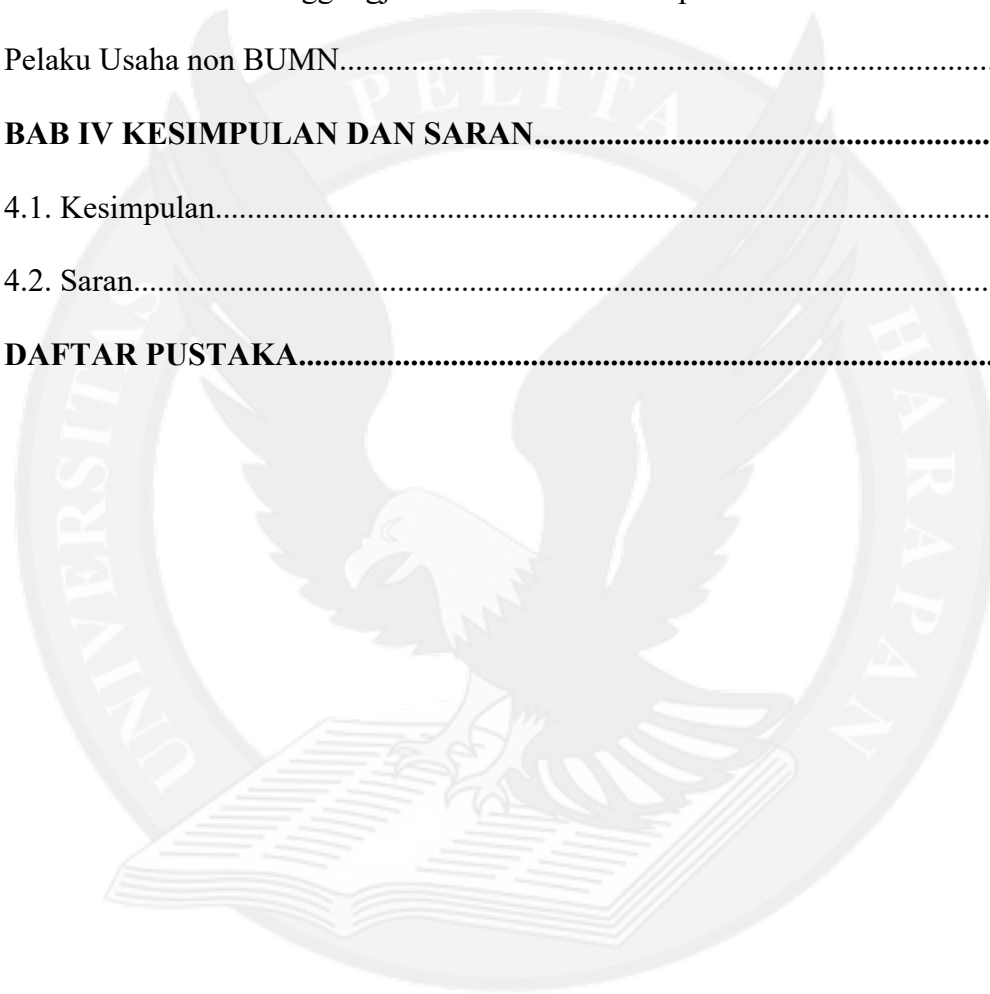 Pelaku Usaha non BUMN..................................................................................
BAB IV KESIMPULAN DAN SARAN.........................................................
4.1. Kesimpulan.................................................................................................
4.2. Saran...........................................................................................................
DAFTAR PUSTAKA......................................................................................
UNIVERSITAS PELITA HARAPAN